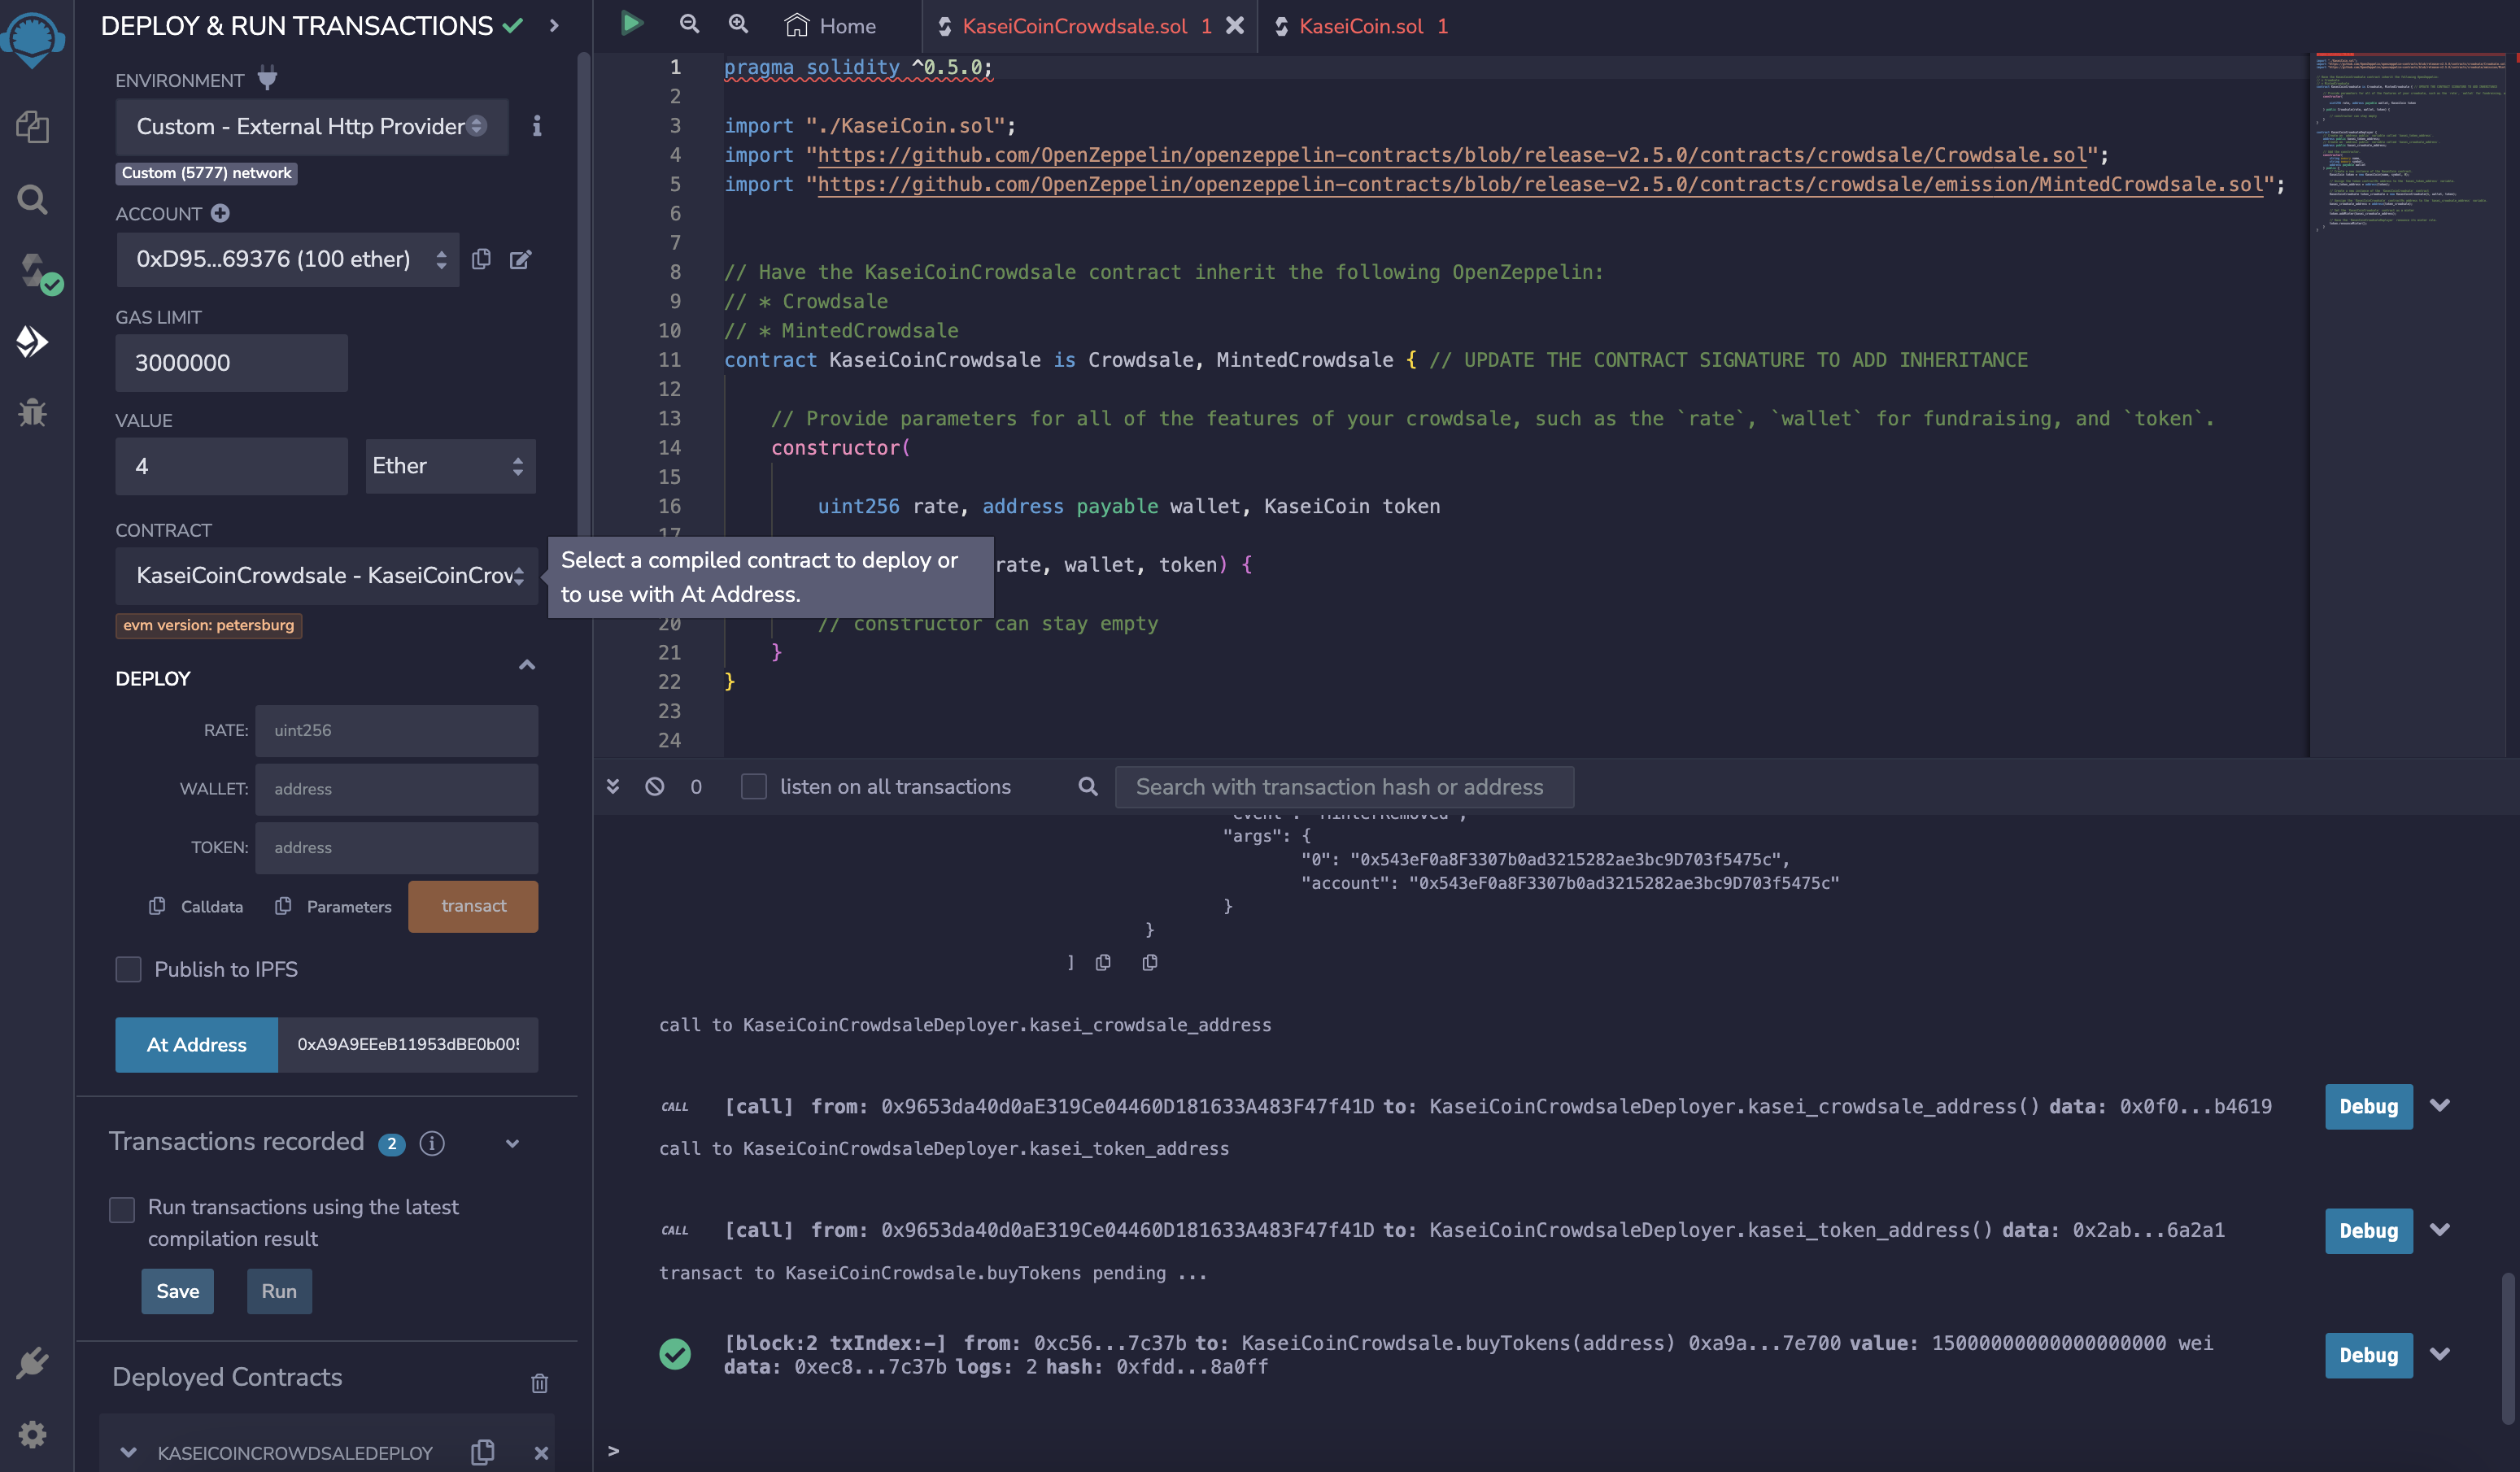 DEPLOY & RUN TRANSACTIONS
ENVIRONMENT
Custom - External Http Provider
Custom (5777) network
ACCOUNT
0xD95...69376 (100 ether)
GAS LIMIT
3000000
VALUE
4
Ether
CONTRACT
KaseiCoinCrowdsale - KaseiCoinCrow
evm version: petersburg
Select a compiled contract to deploy or
to use with At Address.
DEPLOY
RATE: uint256
WALLET: address
TOKEN: address
Calldata Parameters transact
Publish to IPFS
At Address 0xA9A9EEeB11953dBE0b005
Transactions recorded 2 i
Run transactions using the latest
compilation result
Save Run
Deployed Contracts
KASEICOINCROWDSALEDEPLOY
Home KaseiCoinCrowdsale.sol 1 KaseiCoin.sol 1
1 pragma solidity ^0.5.0;
2
3 import "./KaseiCoin.sol";
4 import "https://github.com/OpenZeppelin/openzeppelin-contracts/blob/release-v2.5.0/contracts/crowdsale/Crowdsale.sol";
5 import "https://github.com/OpenZeppelin/openzeppelin-contracts/blob/release-v2.5.0/contracts/crowdsale/emission/MintedCrowdsale.sol";
6
7
8 // Have the KaseiCoinCrowdsale contract inherit the following OpenZeppelin:
9 // * Crowdsale
10 // * MintedCrowdsale
11 contract KaseiCoinCrowdsale is Crowdsale, MintedCrowdsale { // UPDATE THE CONTRACT SIGNATURE TO ADD INHERITANCE
12
13 // Provide parameters for all of the features of your crowdsale, such as the `rate`, `wallet` for fundraising, and `token`.
14 constructor(
15
16 uint256 rate, address payable wallet, KaseiCoin token
17
rate, wallet, token) {
20 // constructor can stay empty
21 }
22 }
23
24
0 listen on all transactions Search with transaction hash or address
"event": "MinterRemoved",
"args": {
"0": "0x543eF0a8F3307b0ad3215282ae3bc9D703f5475c",
"account": "0x543eF0a8F3307b0ad3215282ae3bc9D703f5475c"
}
}
]
call to KaseiCoinCrowdsaleDeployer.kasei_crowdsale_address
CALL [call] from: 0x9653da40d0aE319Ce04460D181633A483F47f41D to: KaseiCoinCrowdsaleDeployer.kasei_crowdsale_address() data: 0x0f0...b4619 Debug
call to KaseiCoinCrowdsaleDeployer.kasei_token_address
CALL [call] from: 0x9653da40d0aE319Ce04460D181633A483F47f41D to: KaseiCoinCrowdsaleDeployer.kasei_token_address() data: 0x2ab...6a2a1 Debug
transact to KaseiCoinCrowdsale.buyTokens pending ...
[block:2 txIndex:-] from: 0xc56...7c37b to: KaseiCoinCrowdsale.buyTokens(address) 0xa9a...7e700 value: 15000000000000000000 wei Debug
data: 0xec8...7c37b logs: 2 hash: 0xfdd...8a0ff
>